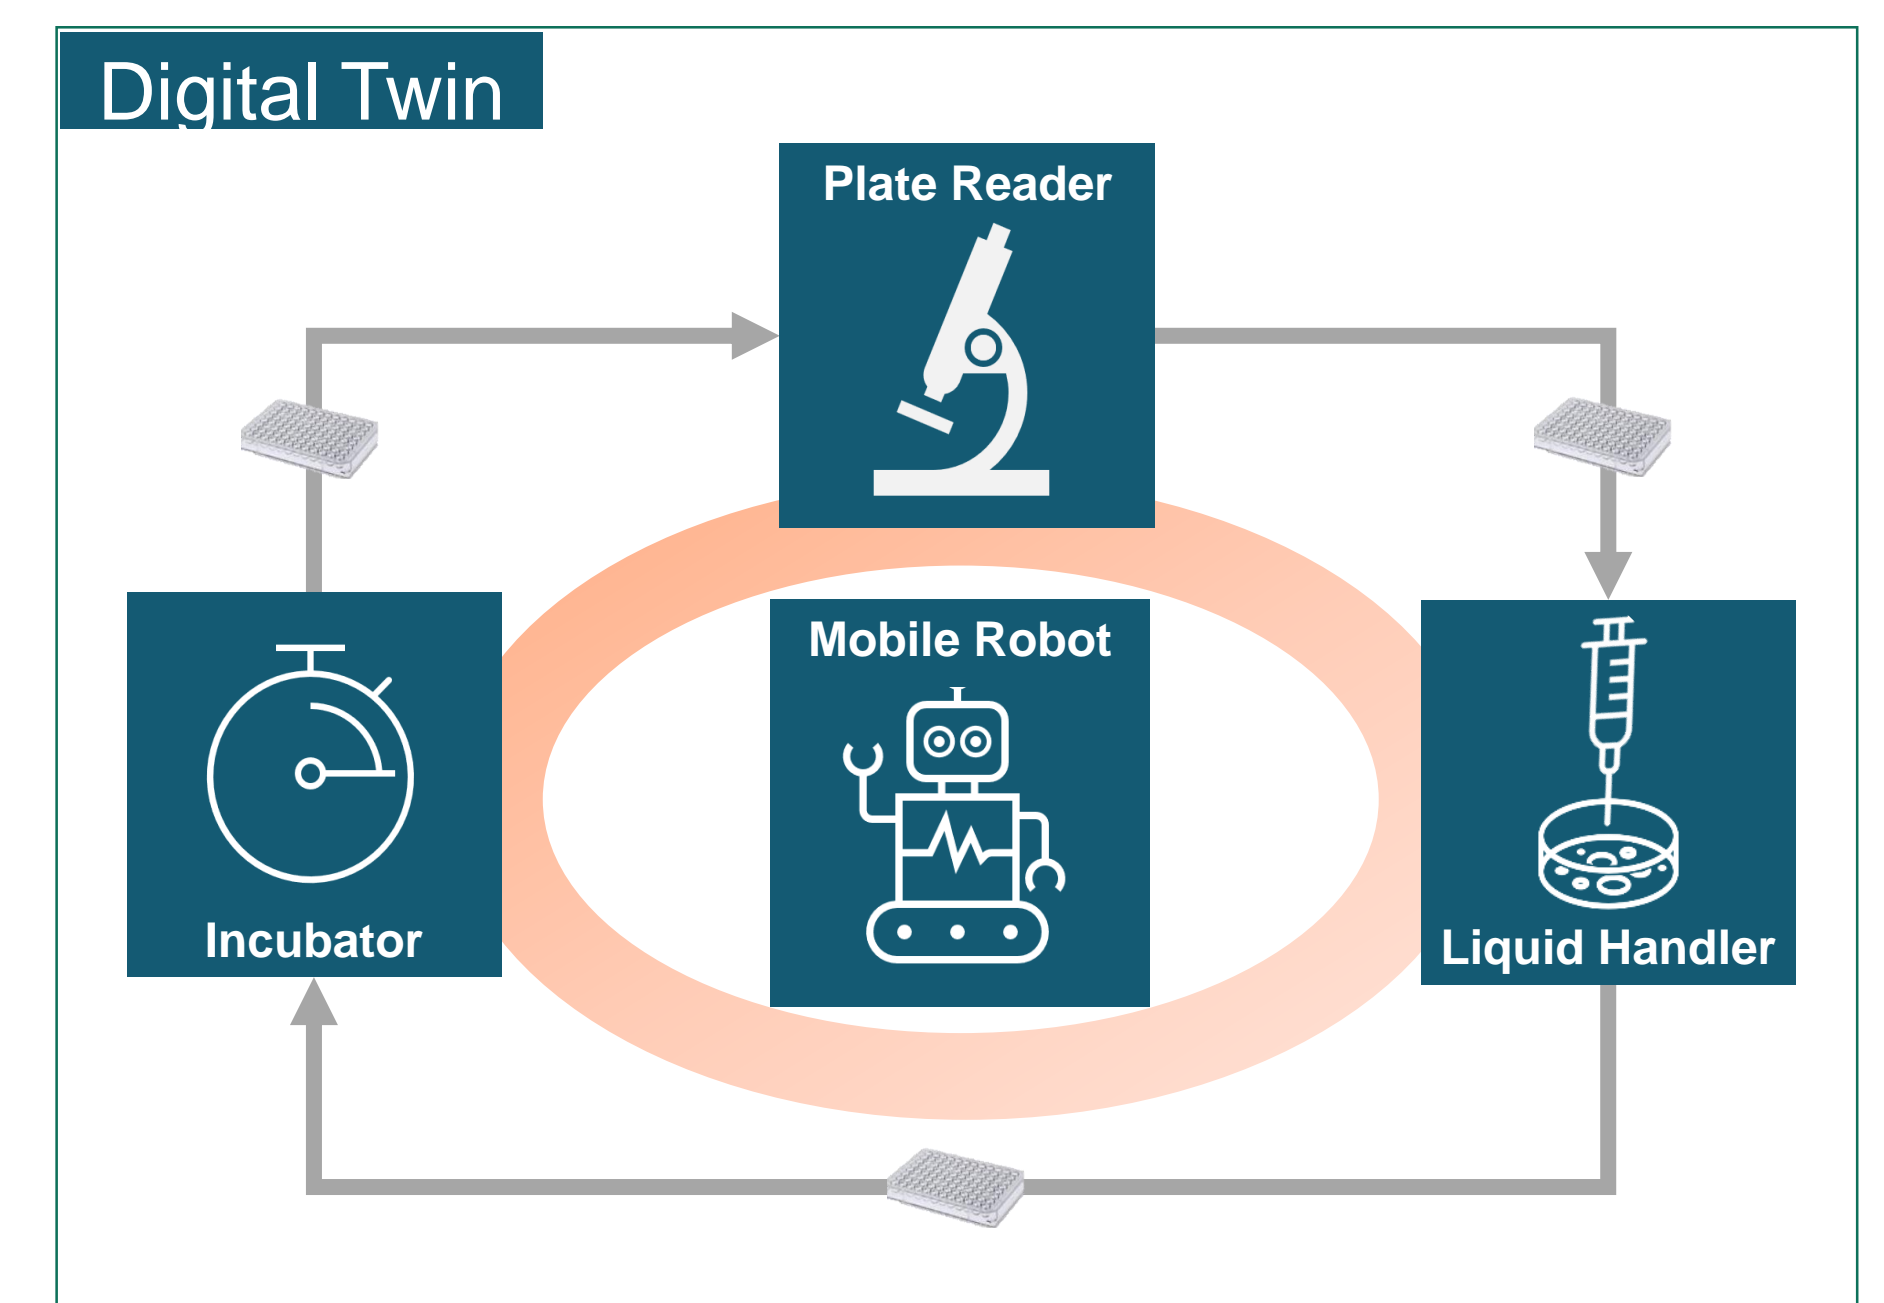 Digital Twin
Plate Reader
Mobile Robot
Incubator
Liquid Handler